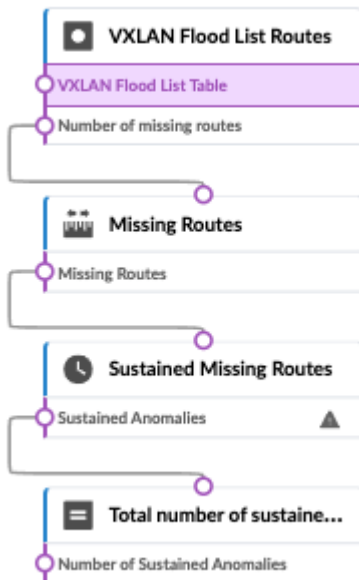 VXLAN Flood List Routes
VXLAN Flood List Table
Number of missing routes
Missing Routes
Missing Routes
Sustained Missing Routes
Sustained Anomalies
Total number of sustaine...
Number of Sustained Anomalies